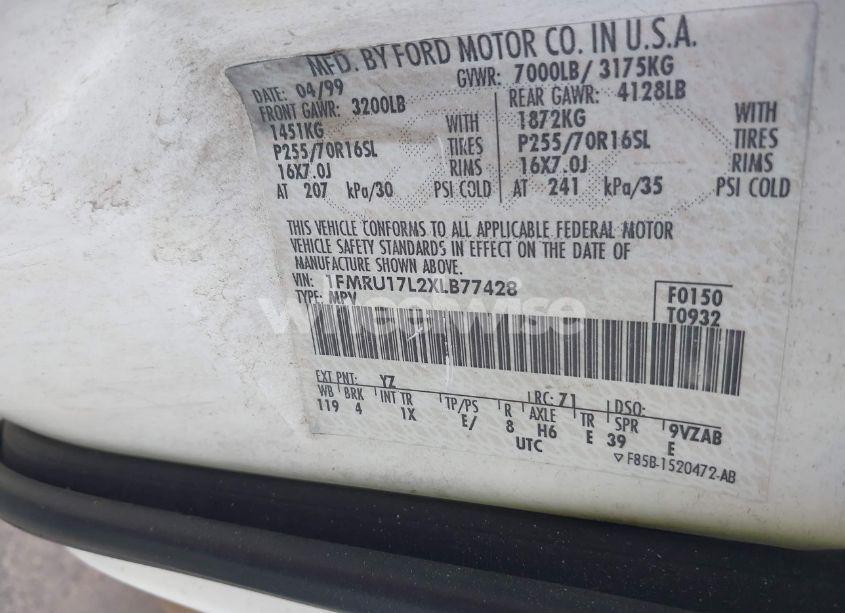 MFD. BY FORD MOTOR CO. IN U.S.A.
DATE: 04/99 GVWR: 7000LB/ 3175KG
FRONT GAWR: 3200LB REAR GAWR: 4128LB
1451KG WITH 1872KG WITH
P255/70R16SL TIRES P255/70R16SL TIRES
16X7.0J RIMS 16X7.0J RIMS
AT 207 kPa/30 PSI COLD AT 241 kPa/35 PSI COLD
THIS VEHICLE CONFORMS TO ALL APPLICABLE FEDERAL MOTOR
VEHICLE SAFETY STANDARDS IN EFFECT ON THE DATE OF
MANUFACTURE SHOWN ABOVE.
VIN: 1FMRU17L2XLB77428 F0150
TYPE: MPV T0932
wheelwise
EXT PNT: YZ RC: 71 DSO:
WB BRK INT TR TP/PS R AXLE TR SPR 9VZAB
119 4 1X E/ 8 H6 E 39 E
UTC
▽ F85B-1520472-AB